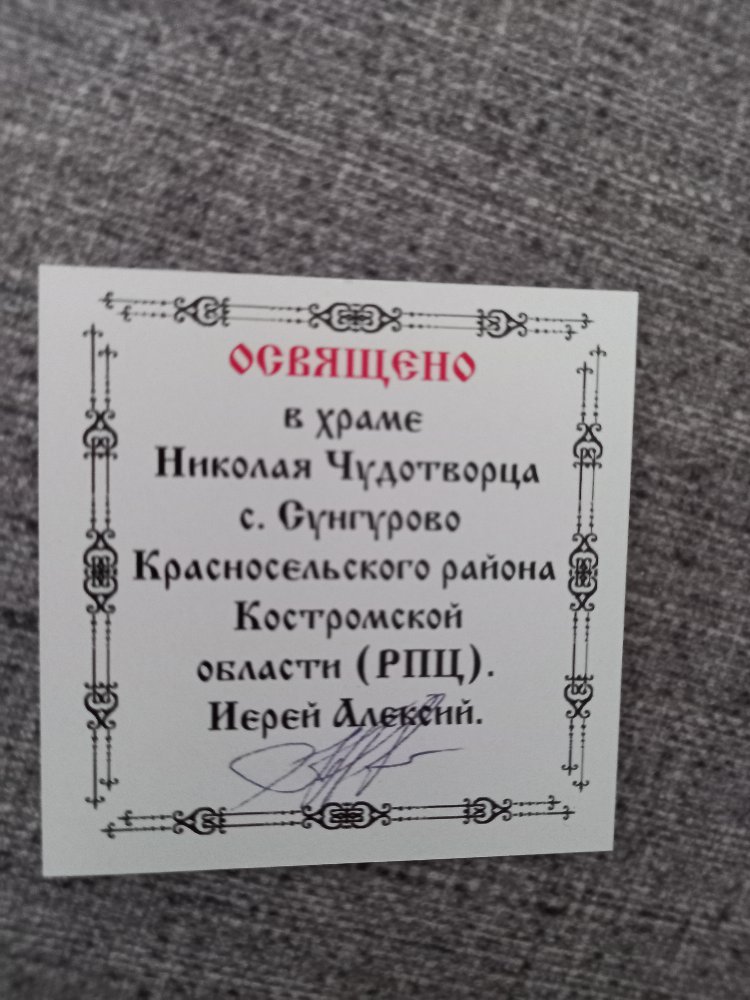 ОСВЯЩЕНО
в храме
Николая Чудотворца
с. Сунгурово
Красносельского района
Костромской
области (РПЦ).
Иерей Алексий.